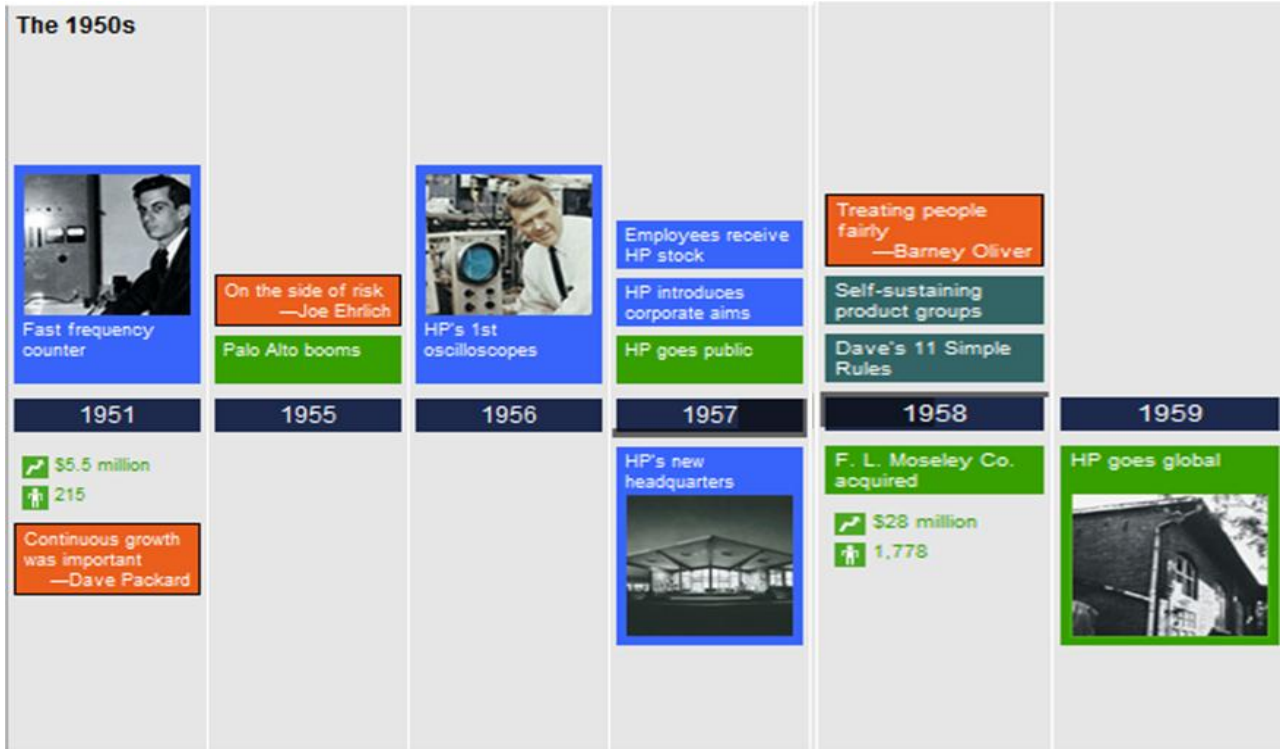 The 1950s
Fast frequency
counter
1951
$5.5 million
215
Continuous growth
was important
—Dave Packard
On the side of risk
—Joe Ehrlich
Palo Alto booms
1955
HP's 1st
oscilloscopes
1956
Employees receive
HP stock
HP introduces
corporate aims
HP goes public
1957
HP's new
headquarters
Treating people
fairly
—Barney Oliver
Self-sustaining
product groups
Dave's 11 Simple
Rules
1958
F. L. Moseley Co.
acquired
$28 million
1,778
1959
HP goes global